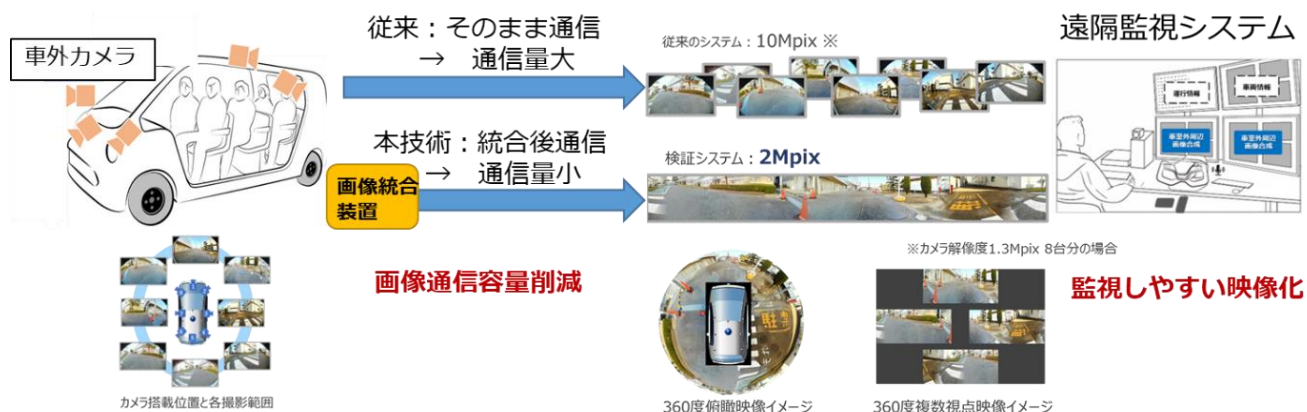 車外カメラ
従来：そのまま通信
→ 通信量大
従来のシステム：10Mpix ※
遠隔監視システム
運行情報
車両情報
車室外周辺
画像合成
車室外周辺
画像合成
本技術：統合後通信
→ 通信量小
検証システム：2Mpix
画像統合
装置
※カメラ解像度1.3Mpix 8台分の場合
画像通信容量削減
監視しやすい映像化
カメラ搭載位置と各撮影範囲
360度俯瞰映像イメージ
360度複数視点映像イメージ